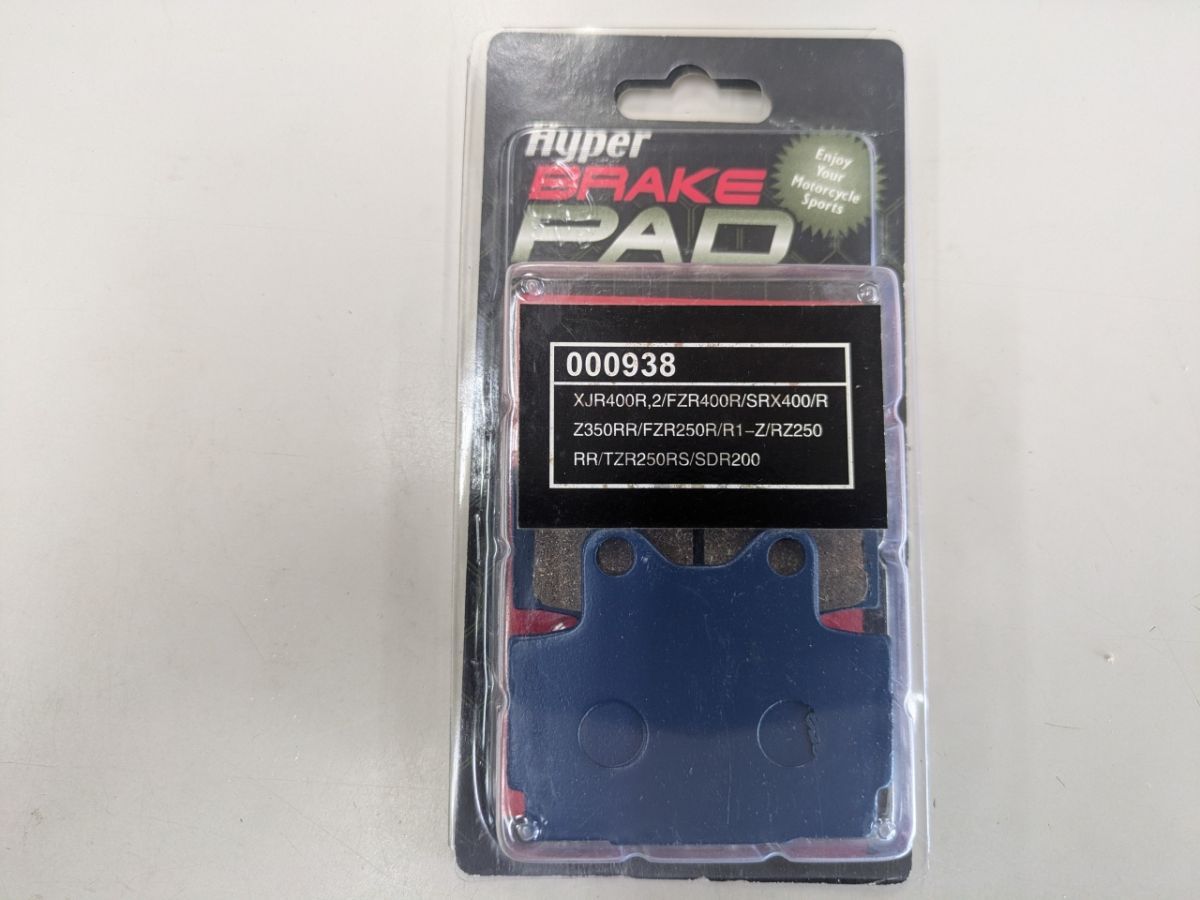 Hyper
BRAKE
PAD
Enjoy
Your
Motorcycle
Sports
000938
XJR400R,2/FZR400R/SRX400/R
Z350RR/FZR250R/R1-Z/RZ250
RR/TZR250RS/SDR200